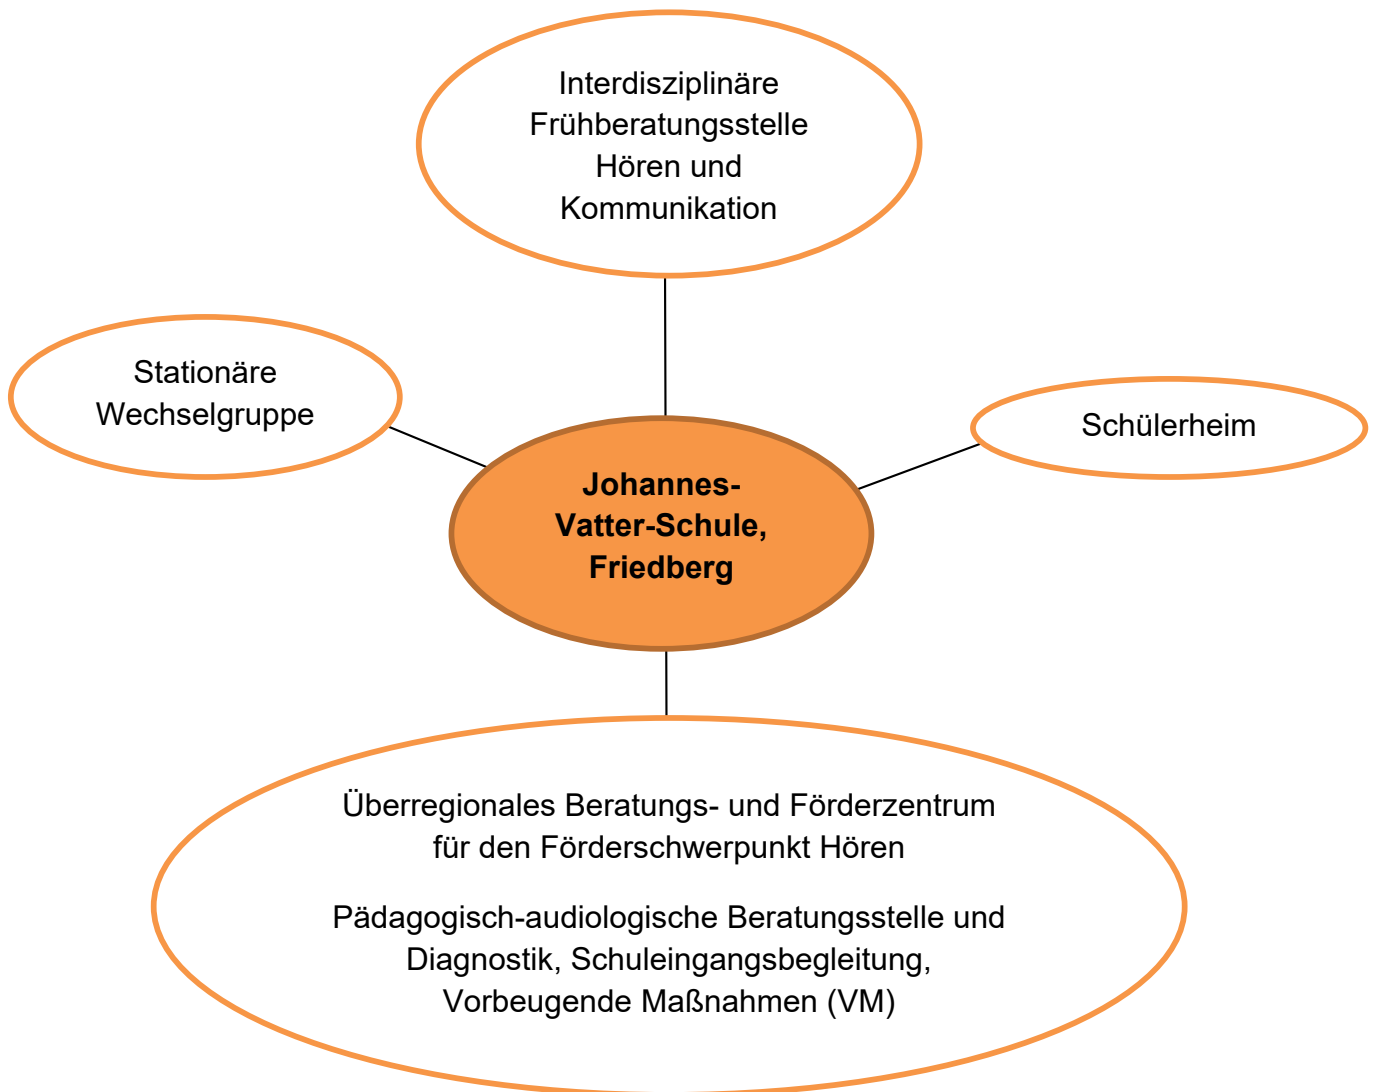 Interdisziplinäre
Frühberatungsstelle
Hören und
Kommunikation
Stationäre
Wechselgruppe
Schülerheim
Johannes-
Vatter-Schule,
Friedberg
Überregionales Beratungs- und Förderzentrum
für den Förderschwerpunkt Hören
Pädagogisch-audiologische Beratungsstelle und
Diagnostik, Schuleingangsbegleitung,
Vorbeugende Maßnahmen (VM)